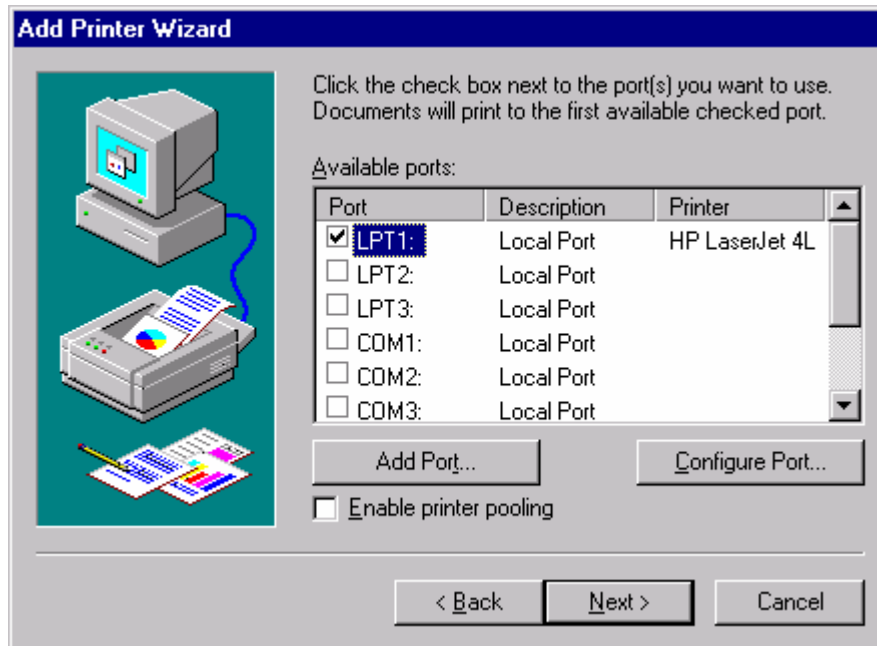 Add Printer Wizard
Click the check box next to the port(s) you want to use.
Documents will print to the first available checked port.
Available ports:
Port Description Printer
LPT1: Local Port HP LaserJet 4L
LPT2: Local Port
LPT3: Local Port
COM1: Local Port
COM2: Local Port
COM3: Local Port
Add Port... Configure Port...
Enable printer pooling
< Back Next > Cancel